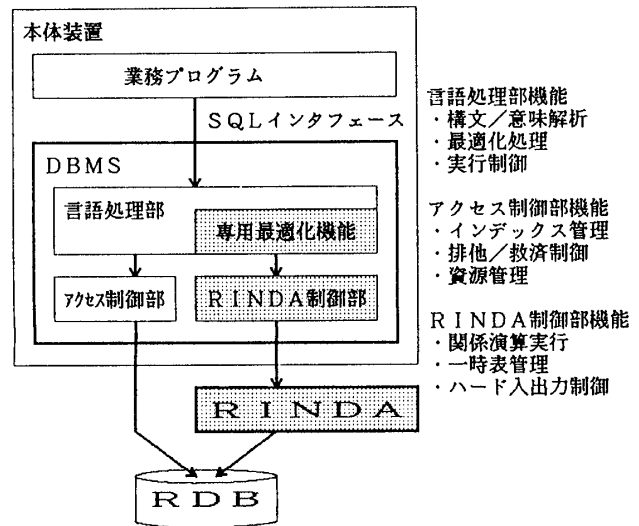 本体装置
業務プログラム
SQLインタフェース
DBMS
言語処理部
専用最適化機能
アクセス制御部
RINDA制御部
RINDA
RDB
言語処理部機能
・構文/意味解析
・最適化処理
・実行制御
アクセス制御部機能
・インデックス管理
・排他/救済制御
・資源管理
RINDA制御部機能
・関係演算実行
・一時表管理
・ハード入出力制御